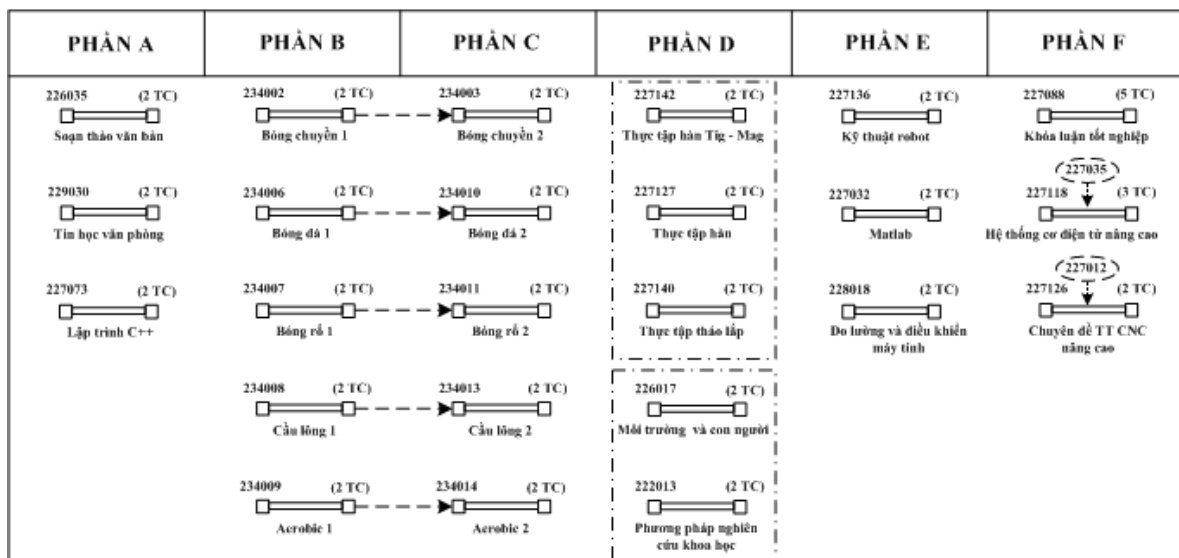 PHẦN A PHẦN B PHẦN C PHẦN D PHẦN E PHẦN F
226035 (2 TC) 234002 (2 TC) 234003 (2 TC) 227142 (2 TC) 227136 (2 TC) 227088 (5 TC)
Soạn thảo văn bản Bóng chuyền 1 Bóng chuyền 2 Thực tập hàn Tig - Mag Kỹ thuật robot Khóa luận tốt nghiệp
227035
229030 (2 TC) 234006 (2 TC) 234010 (2 TC) 227127 (2 TC) 227032 (2 TC) 227118 (3 TC)
Tin học văn phòng Bóng đá 1 Bóng đá 2 Thực tập hàn Matlab Hệ thống cơ điện tử nâng cao
227012
227073 (2 TC) 234007 (2 TC) 234011 (2 TC) 227140 (2 TC) 228018 (2 TC) 227126 (2 TC)
Lập trình C++ Bóng rổ 1 Bóng rổ 2 Thực tập tháo lắp Đo lường và điều khiển Chuyên đề TT CNC
máy tính nâng cao
234008 (2 TC) 234013 (2 TC) 226017 (2 TC)
Cầu lông 1 Cầu lông 2 Môi trường và con người
234009 (2 TC) 234014 (2 TC) 222013 (2 TC)
Aerobic 1 Aerobic 2 Phương pháp nghiên
cứu khoa học